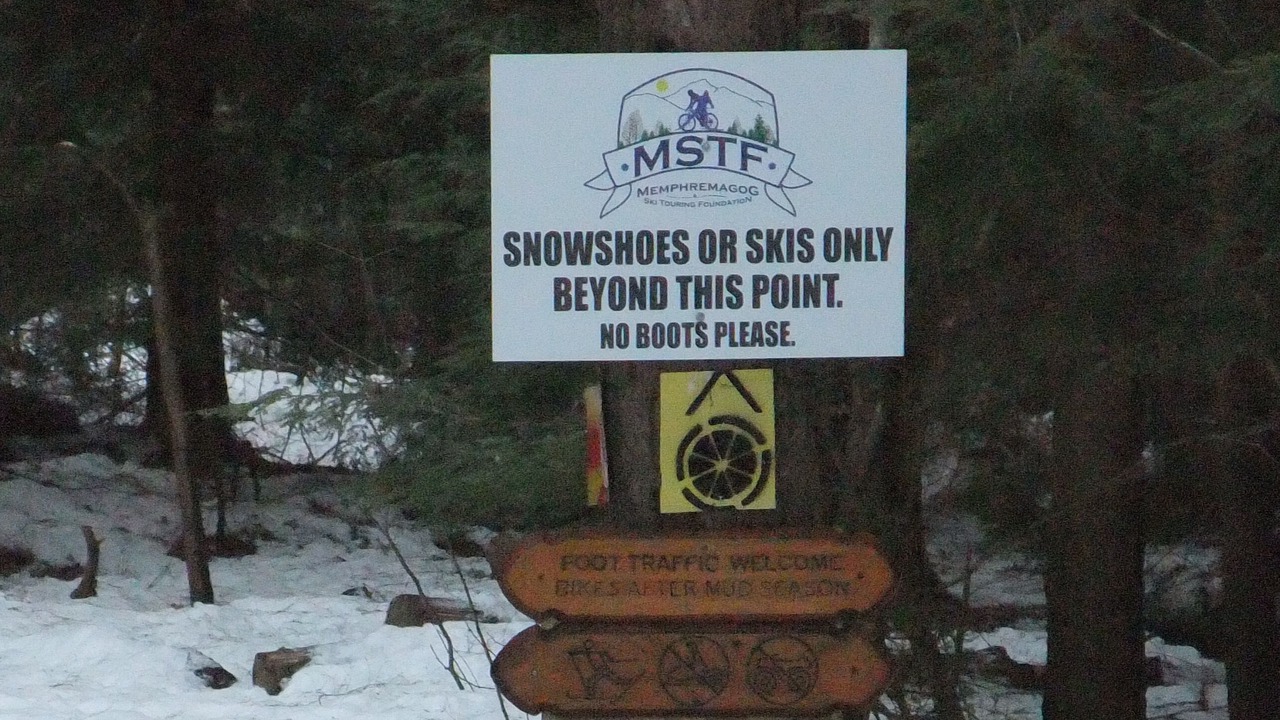 MSTF
MEMPHREMAGOG
&
SKI TOURING FOUNDATION
SNOWSHOES OR SKIS ONLY
BEYOND THIS POINT.
NO BOOTS PLEASE.
FOOT TRAFFIC WELCOME
BIKES AFTER MUD SEASON